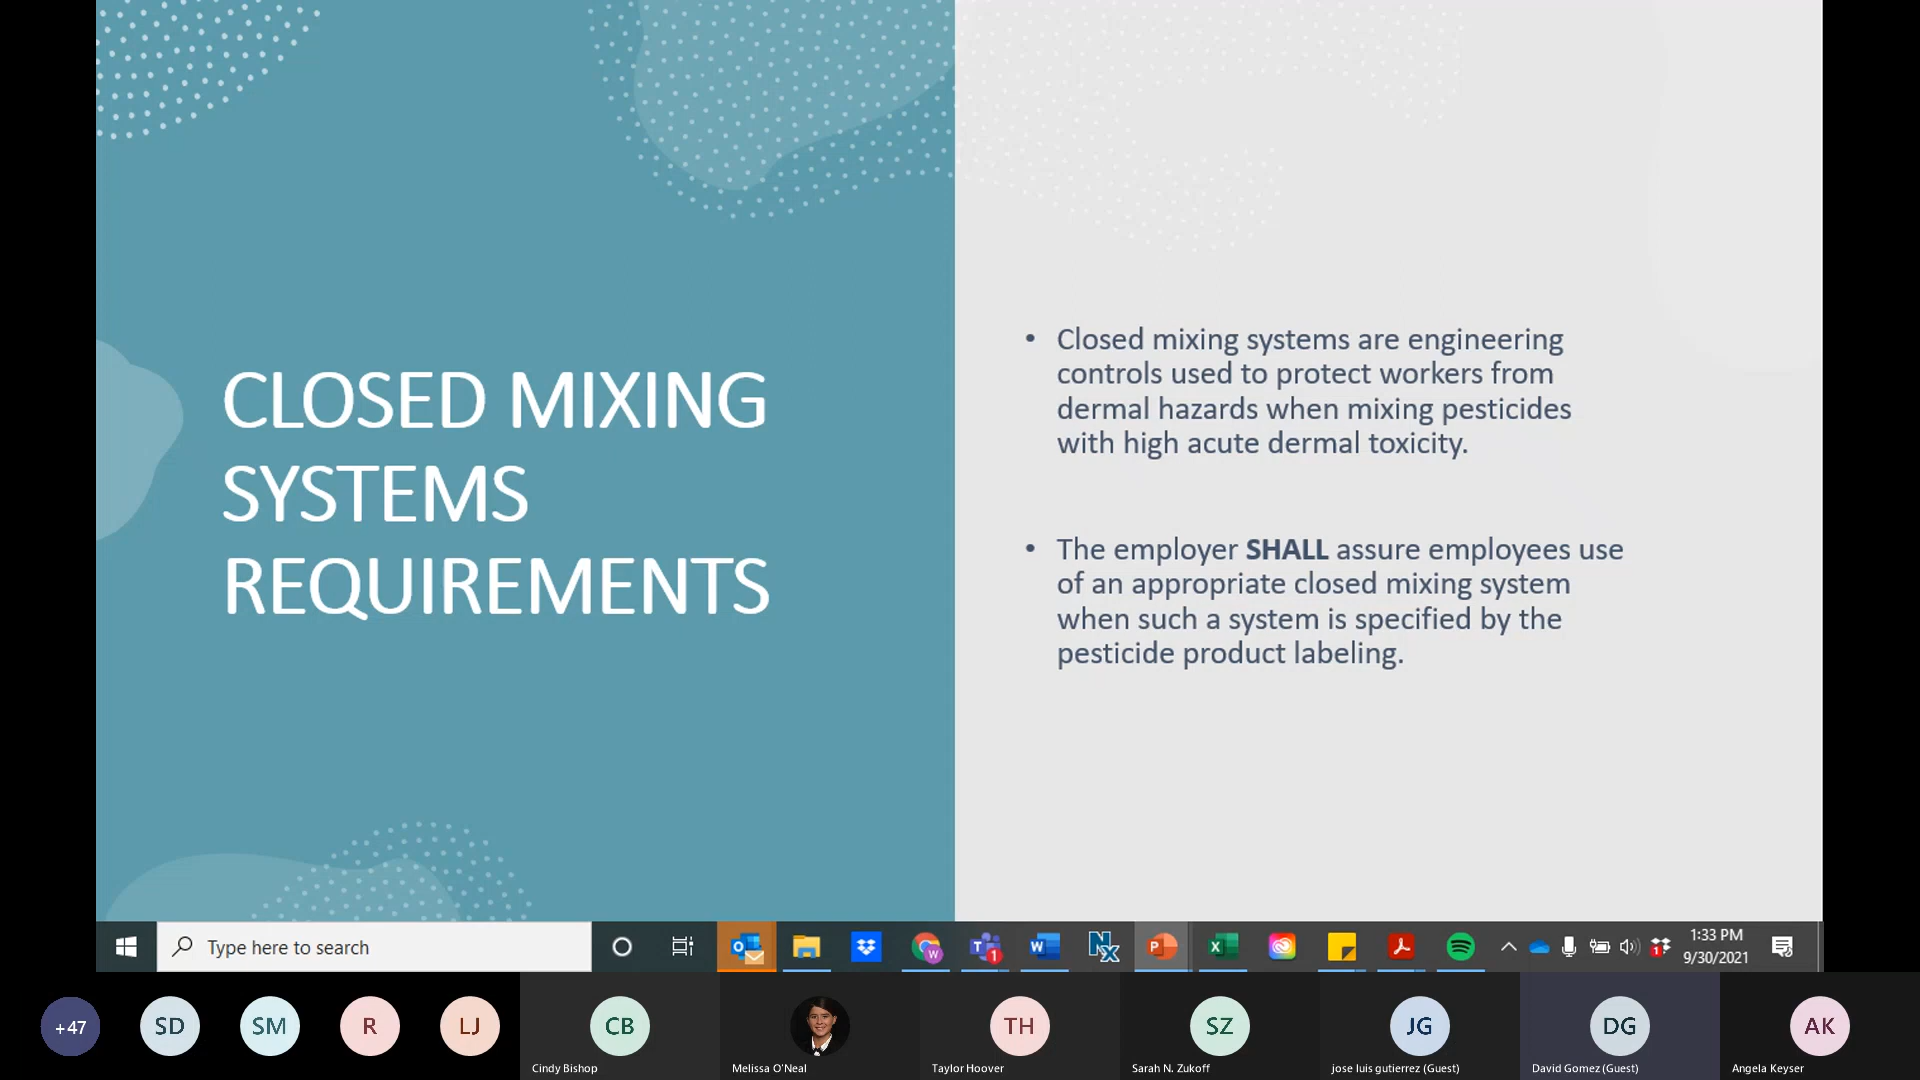 CLOSED MIXING
SYSTEMS
REQUIREMENTS
• Closed mixing systems are engineering
controls used to protect workers from
dermal hazards when mixing pesticides
with high acute dermal toxicity.
• The employer SHALL assure employees use
of an appropriate closed mixing system
when such a system is specified by the
pesticide product labeling.
Type here to search
1:33 PM
9/30/2021
+47
SD
SM
R
LJ
CB
TH
SZ
JG
DG
AK
Cindy Bishop
Melissa O'Neal
Taylor Hoover
Sarah N. Zukoff
jose luis gutierrez (Guest)
David Gomez (Guest)
Angela Keyser